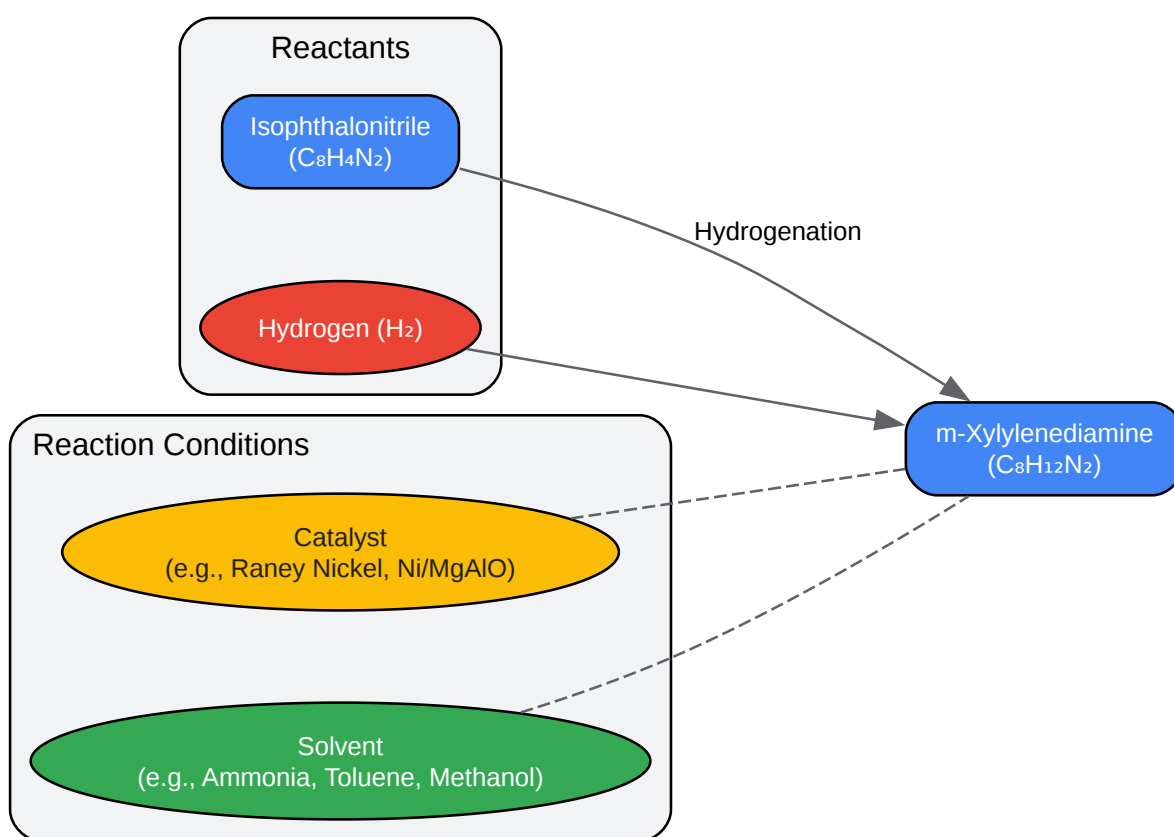 Reactants
Isophthalonitrile
(C₈H₄N₂)
Hydrogenation
Hydrogen (H₂)
m-Xylylenediamine
(C₈H₁₂N₂)
Reaction Conditions
Catalyst
(e.g., Raney Nickel, Ni/MgAlO)
Solvent
(e.g., Ammonia, Toluene, Methanol)